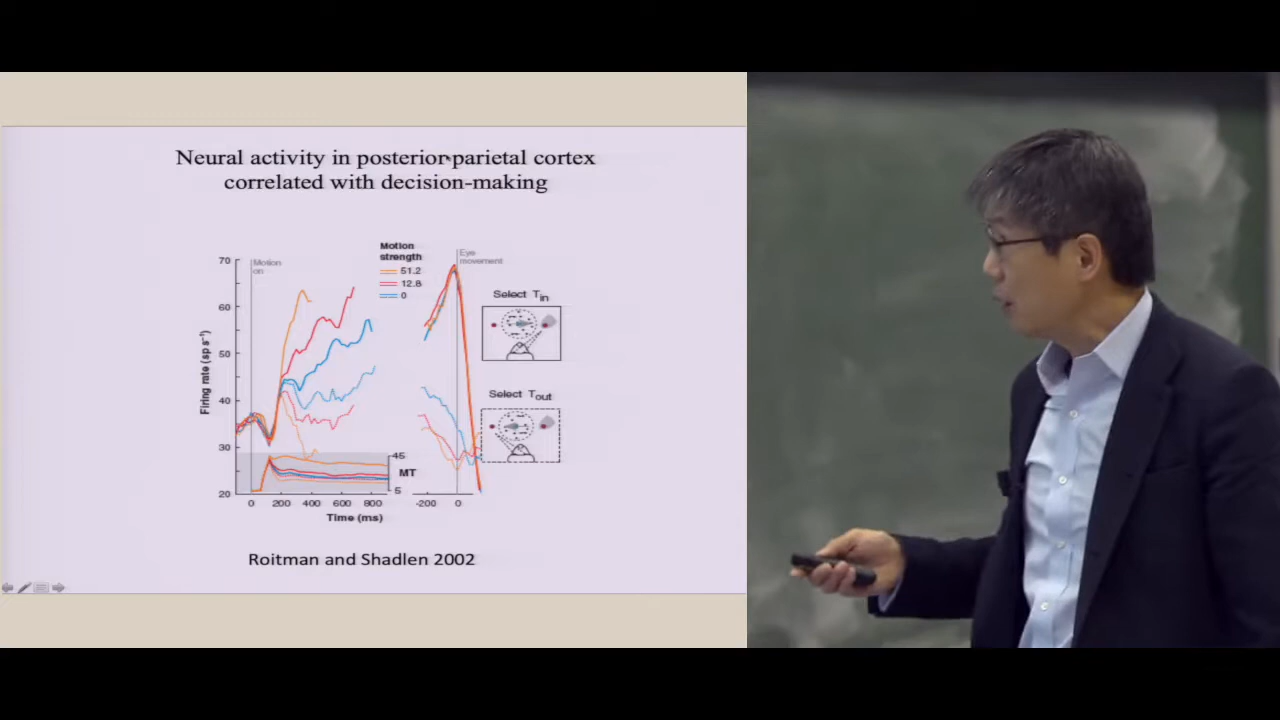 Neural activity in posterior parietal cortex
correlated with decision-making
Motion
strength
51.2
12.8
0
Motion
on
Eye
movement
Select Tin
Select Tout
Firing rate (sp s⁻¹)
70
60
50
40
30
20
45
MT
5
0 200 400 600 800
-200 0
Time (ms)
Roitman and Shadlen 2002